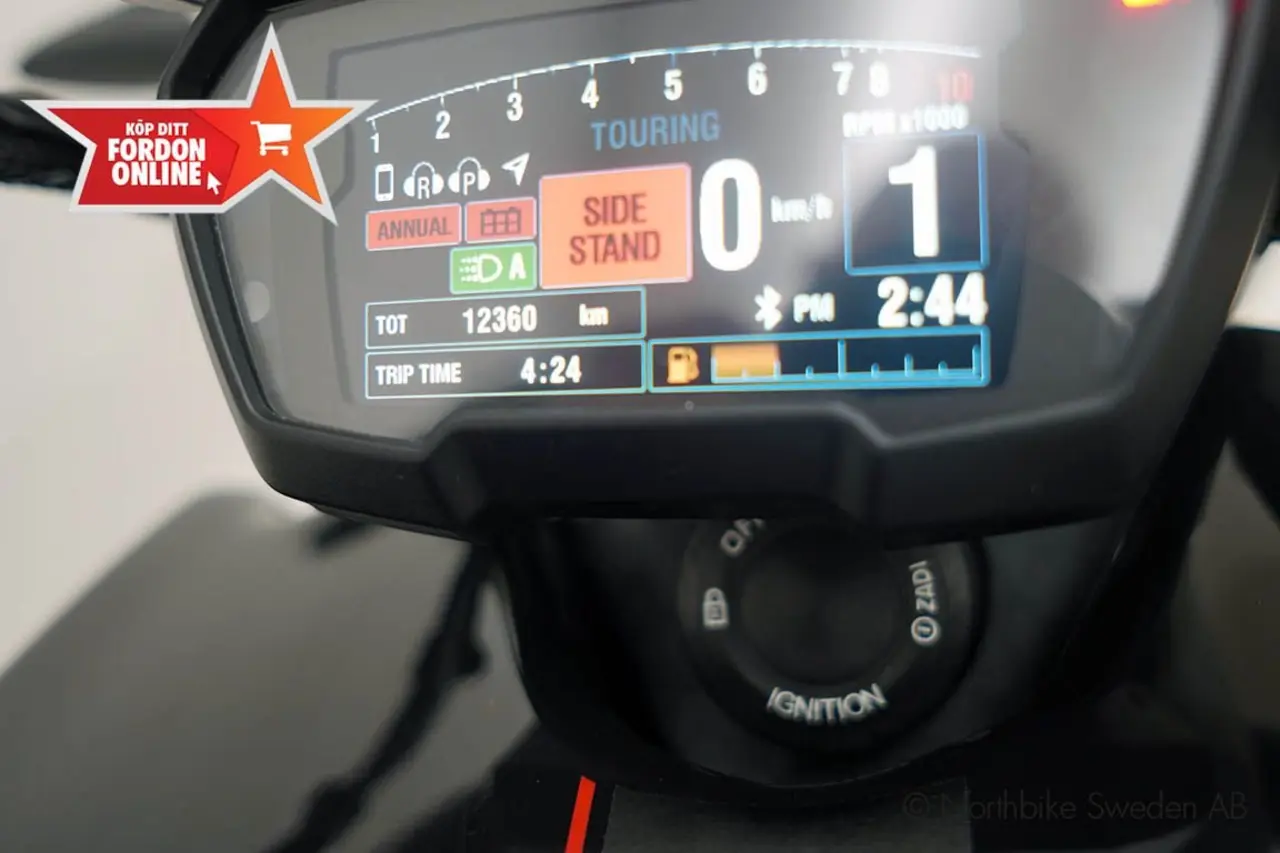 KÖP DITT
FORDON
ONLINE
1 2 3 4 5 6 7 8 10
RPM x1000
TOURING
R P
ANNUAL
SIDE
STAND
0 km/h
1
A
TOT 12360 km
PM 2:44
TRIP TIME 4:24
ZADI
IGNITION
© Northbike Sweden AB